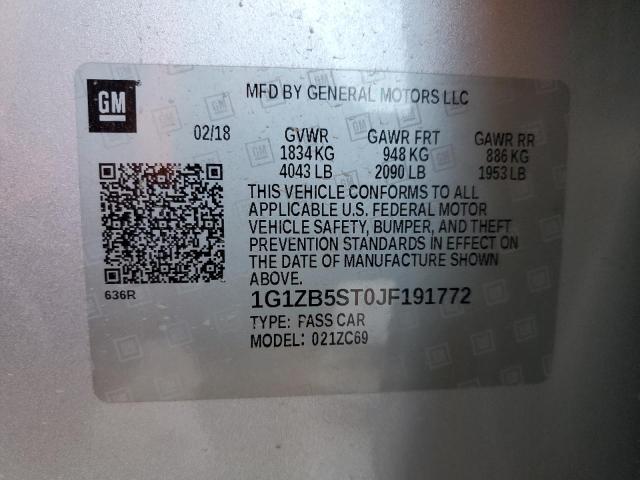 GM
MFD BY GENERAL MOTORS LLC
02/18 GVWR GAWR FRT GAWR RR
1834 KG 948 KG 886 KG
4043 LB 2090 LB 1953 LB
THIS VEHICLE CONFORMS TO ALL
APPLICABLE U.S. FEDERAL MOTOR
VEHICLE SAFETY, BUMPER, AND THEFT
PREVENTION STANDARDS IN EFFECT ON
THE DATE OF MANUFACTURE SHOWN
ABOVE.
636R
1G1ZB5ST0JF191772
TYPE: PASS CAR
MODEL: 021ZC69